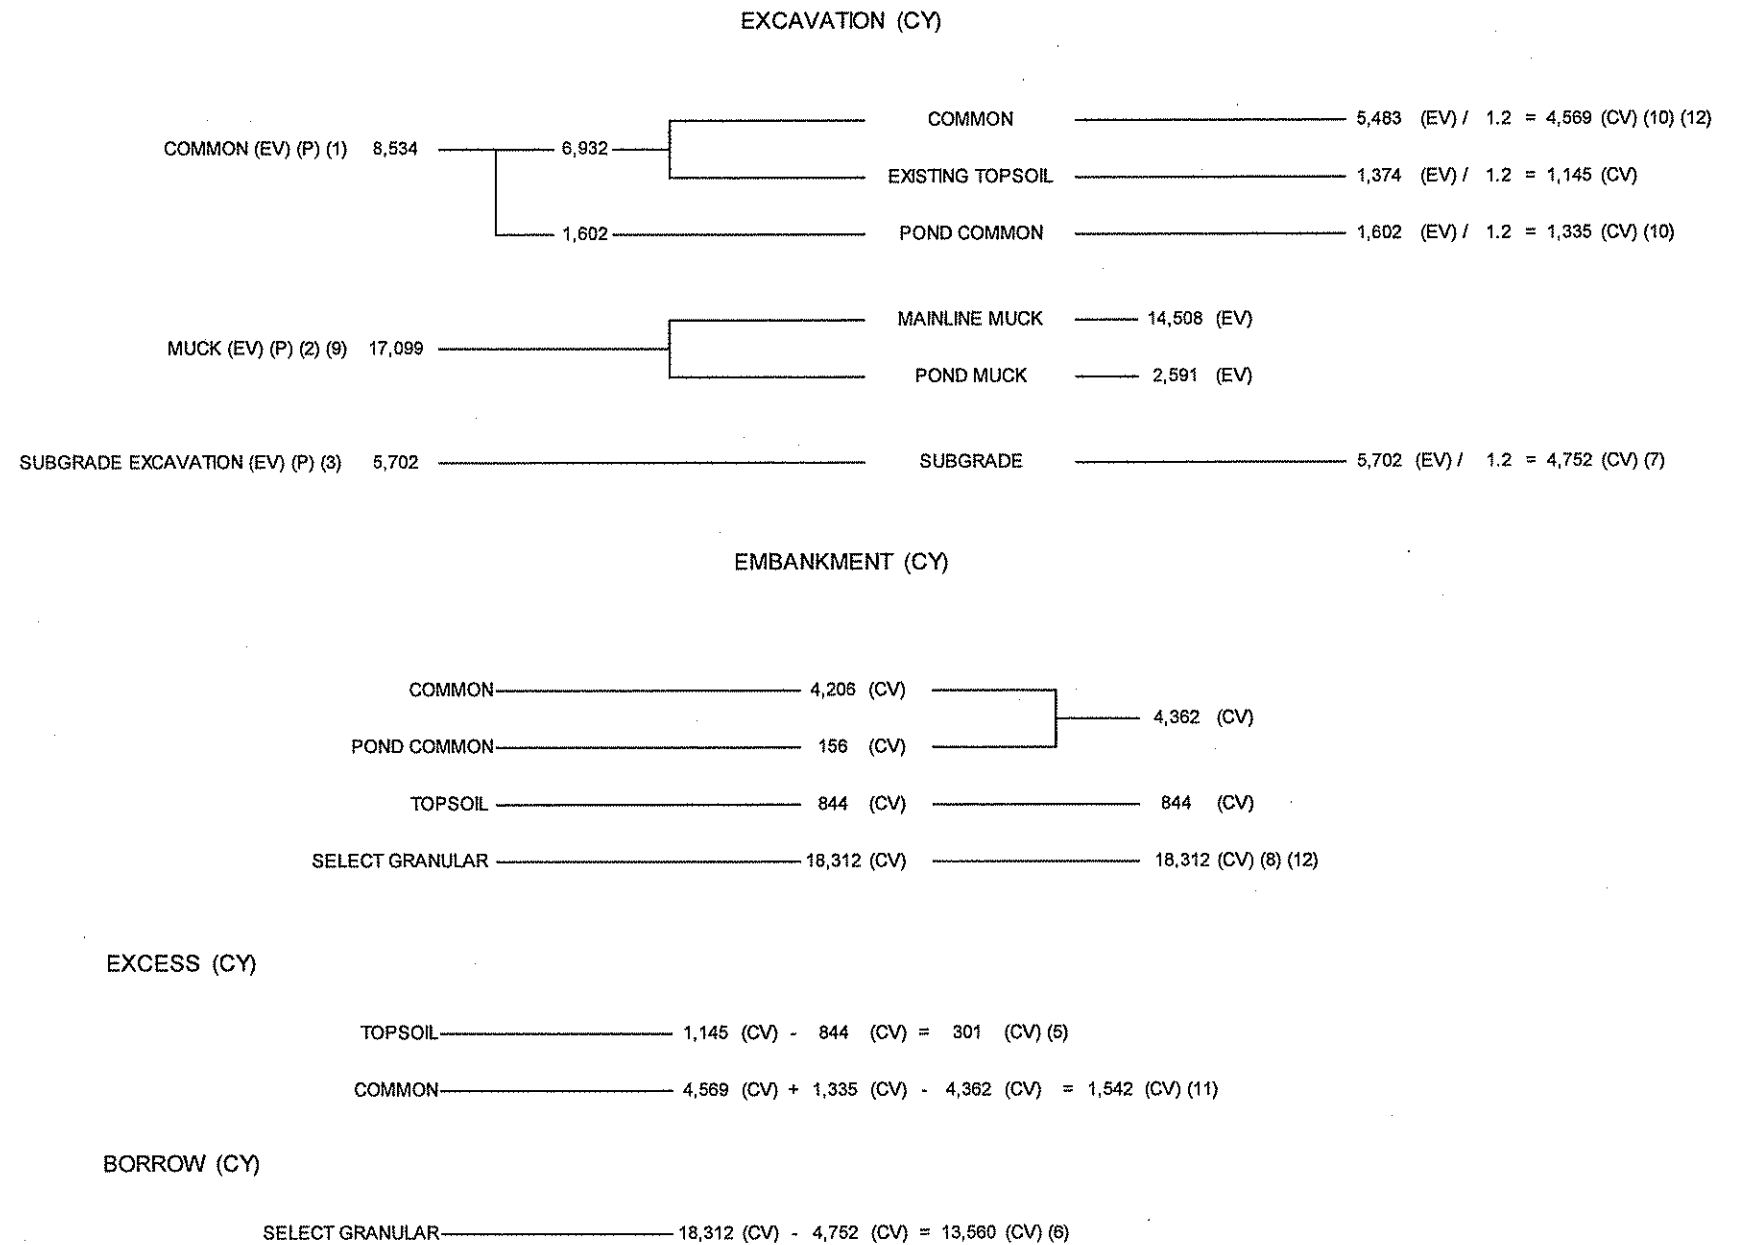 EXCAVATION (CY)
COMMON 5,483 (EV) / 1.2 = 4,569 (CV) (10) (12)
COMMON (EV) (P) (1) 8,534 6,932
EXISTING TOPSOIL 1,374 (EV) / 1.2 = 1,145 (CV)
1,602 POND COMMON 1,602 (EV) / 1.2 = 1,335 (CV) (10)
MAINLINE MUCK 14,508 (EV)
MUCK (EV) (P) (2) (9) 17,099
POND MUCK 2,591 (EV)
SUBGRADE EXCAVATION (EV) (P) (3) 5,702 SUBGRADE 5,702 (EV) / 1.2 = 4,752 (CV) (7)
EMBANKMENT (CY)
COMMON 4,206 (CV)
4,362 (CV)
POND COMMON 156 (CV)
TOPSOIL 844 (CV) 844 (CV)
SELECT GRANULAR 18,312 (CV) 18,312 (CV) (8) (12)
EXCESS (CY)
TOPSOIL 1,145 (CV) - 844 (CV) = 301 (CV) (5)
COMMON 4,569 (CV) + 1,335 (CV) - 4,362 (CV) = 1,542 (CV) (11)
BORROW (CY)
SELECT GRANULAR 18,312 (CV) - 4,752 (CV) = 13,560 (CV) (6)